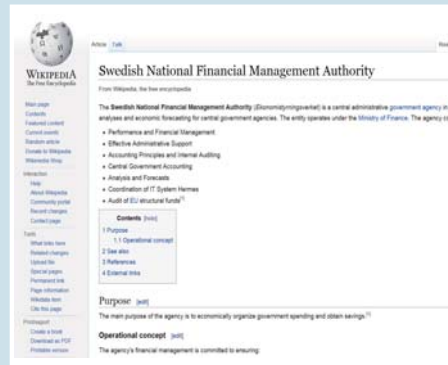 WIKIPEDIA
The Free Encyclopedia
Main page
Contents
Featured content
Current events
Random article
Donate to Wikipedia
Wikimedia Shop
Interaction
Help
About Wikipedia
Community portal
Recent changes
Contact page
Tools
What links here
Related changes
Upload file
Special pages
Permanent link
Page information
Wikidata item
Cite this page
Print/export
Create a book
Download as PDF
Printable version
Article Talk
Swedish National Financial Management Authority
From Wikipedia, the free encyclopedia
The Swedish National Financial Management Authority (Ekonomistyrningsverket) is a central administrative government agency in
analyses and economic forecasting for central government agencies. The entity operates under the Ministry of Finance. The agency
• Performance and Financial Management
• Effective Administrative Support
• Accounting Principles and Internal Auditing
• Central Government Accounting
• Analysis and Forecasts
• Coordination of IT System Hermes
• Audit of EU structural funds[1]
Contents [hide]
1 Purpose
1.1 Operational concept
2 See also
3 References
4 External links
Purpose [edit]
The main purpose of the agency is to economically organize government spending and obtain savings.[1]
Operational concept [edit]
The agency's financial management is committed to ensuring: